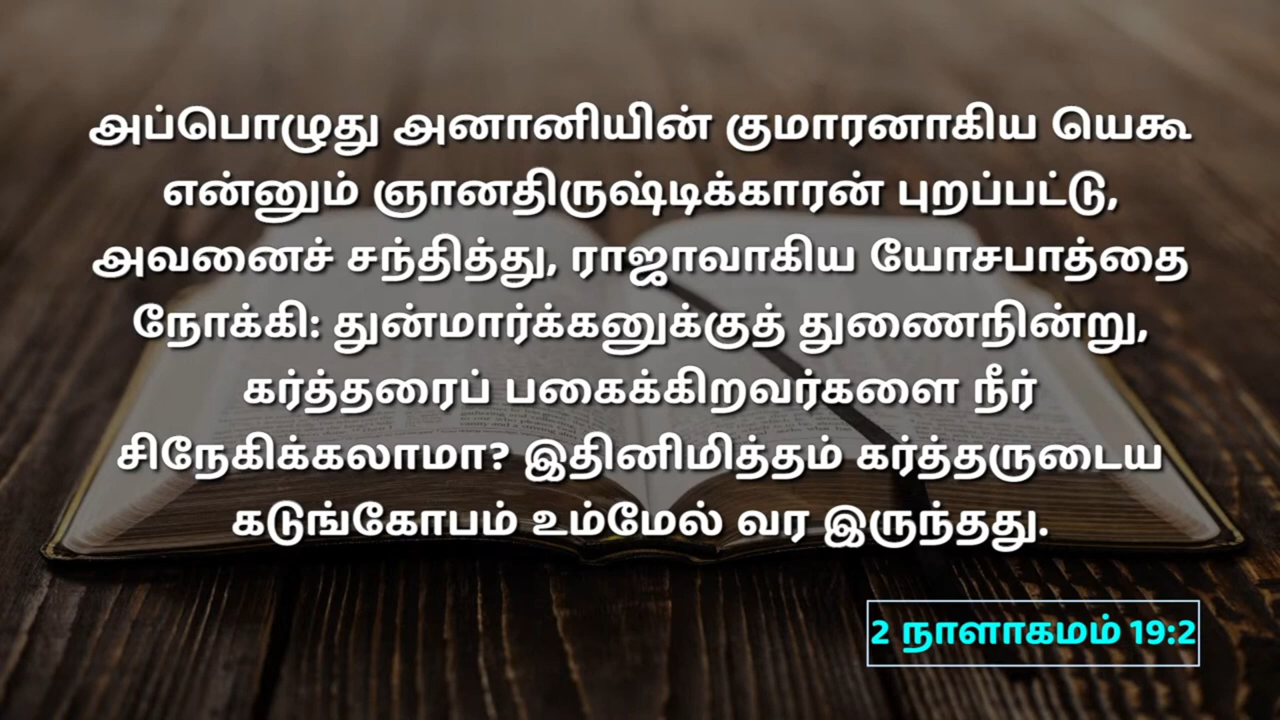 அப்பொழுது அனானியின் குமாரனாகிய யெகூ
என்னும் ஞானதிருஷ்டிக்காரன் புறப்பட்டு,
அவனைச் சந்தித்து, ராஜாவாகிய யோசபாத்தை
நோக்கி: துன்மார்க்கனுக்குத் துணைநின்று,
கர்த்தரைப் பகைக்கிறவர்களை நீர்
சிநேகிக்கலாமா? இதினிமித்தம் கர்த்தருடைய
கடுங்கோபம் உம்மேல் வர இருந்தது.
2 நாளாகமம் 19:2